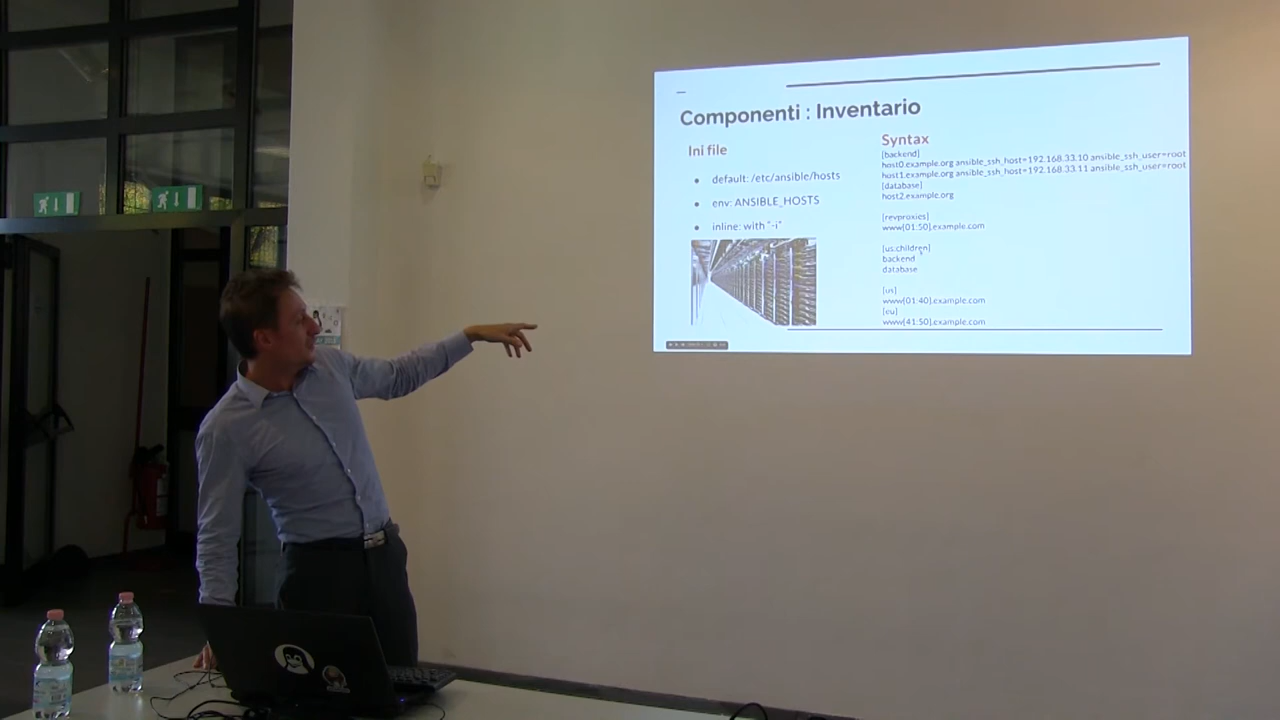 Componenti : Inventario
Ini file
default: /etc/ansible/hosts
env: ANSIBLE_HOSTS
inline: with "-i"
Syntax
[backend]
host0.example.org ansible_ssh_host=192.168.33.10 ansible_ssh_user=root
host1.example.org ansible_ssh_host=192.168.33.11 ansible_ssh_user=root
[database]
host2.example.org
[revproxies]
www[01:50].example.com
[us:children]
backend
database
[us]
www[01:40].example.com
[eu]
www[41:50].example.com